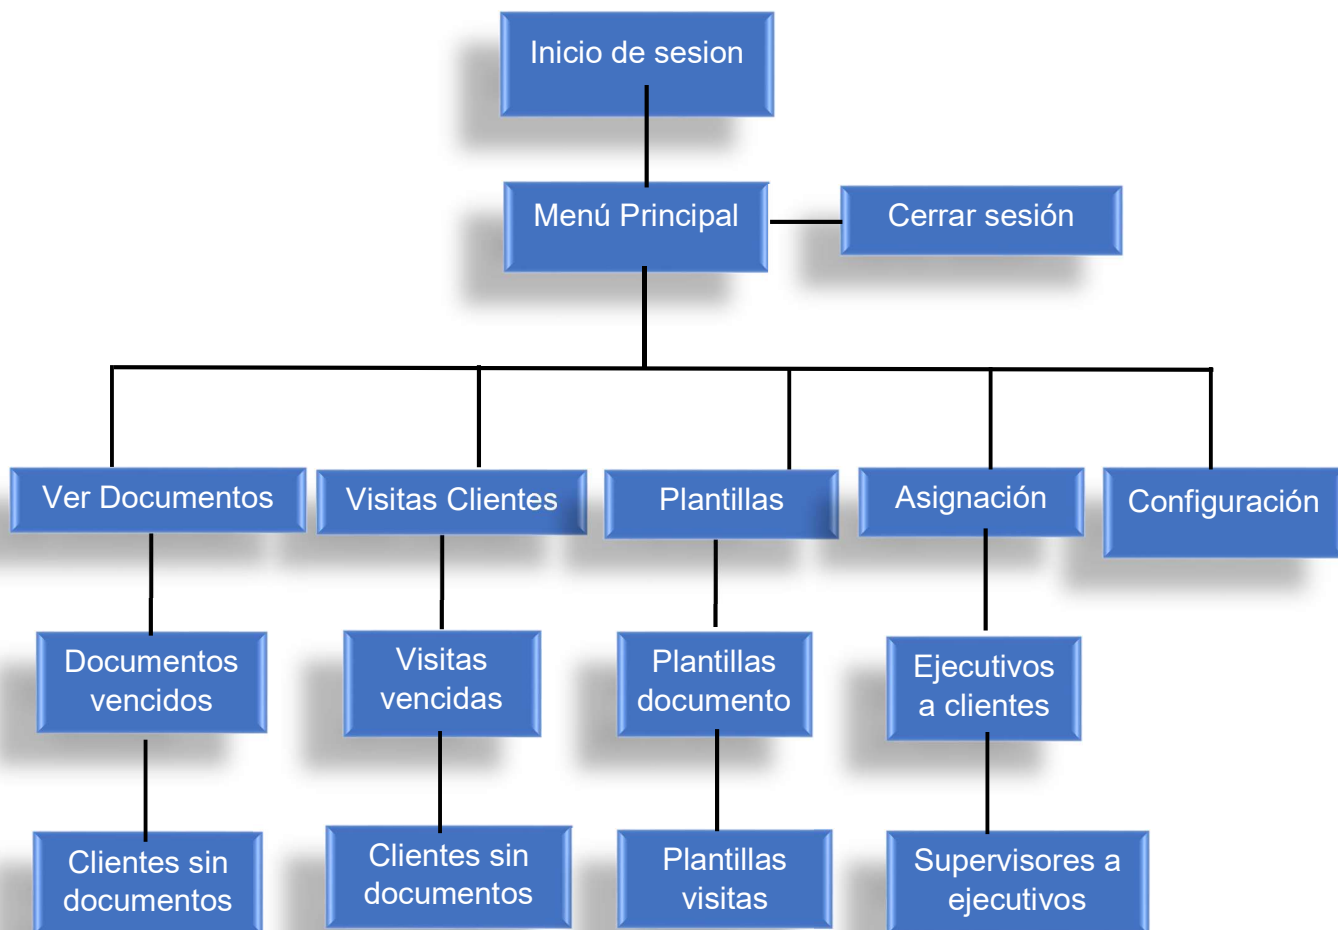 Inicio de sesion
Menú Principal
Cerrar sesión
Ver Documentos
Visitas Clientes
Plantillas
Asignación
Configuración
Documentos
vencidos
Visitas
vencidas
Plantillas
documento
Ejecutivos
a clientes
Clientes sin
documentos
Clientes sin
documentos
Plantillas
visitas
Supervisores a
ejecutivos